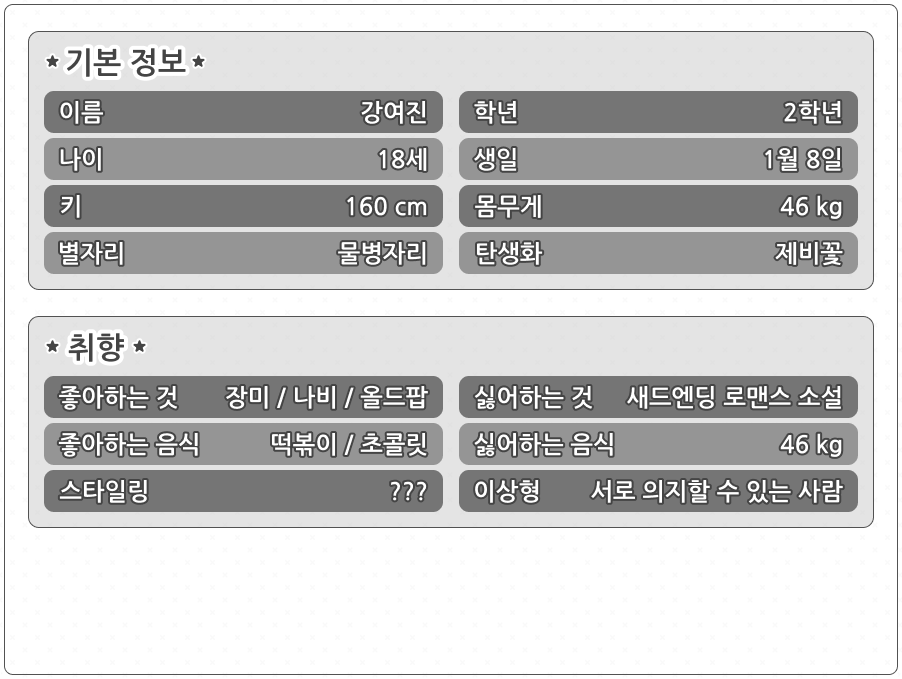 ★기본 정보★
이름 강여진 학년 2학년
나이 18세 생일 1월 8일
키 160 cm 몸무게 46 kg
별자리 물병자리 탄생화 제비꽃
★ 취향 ★
좋아하는 것 장미 / 나비 / 올드팝 싫어하는 것 새드엔딩 로맨스 소설
좋아하는 음식 떡볶이 / 초콜릿 싫어하는 음식 46 kg
스타일링 ??? 이상형 서로 의지할 수 있는 사람